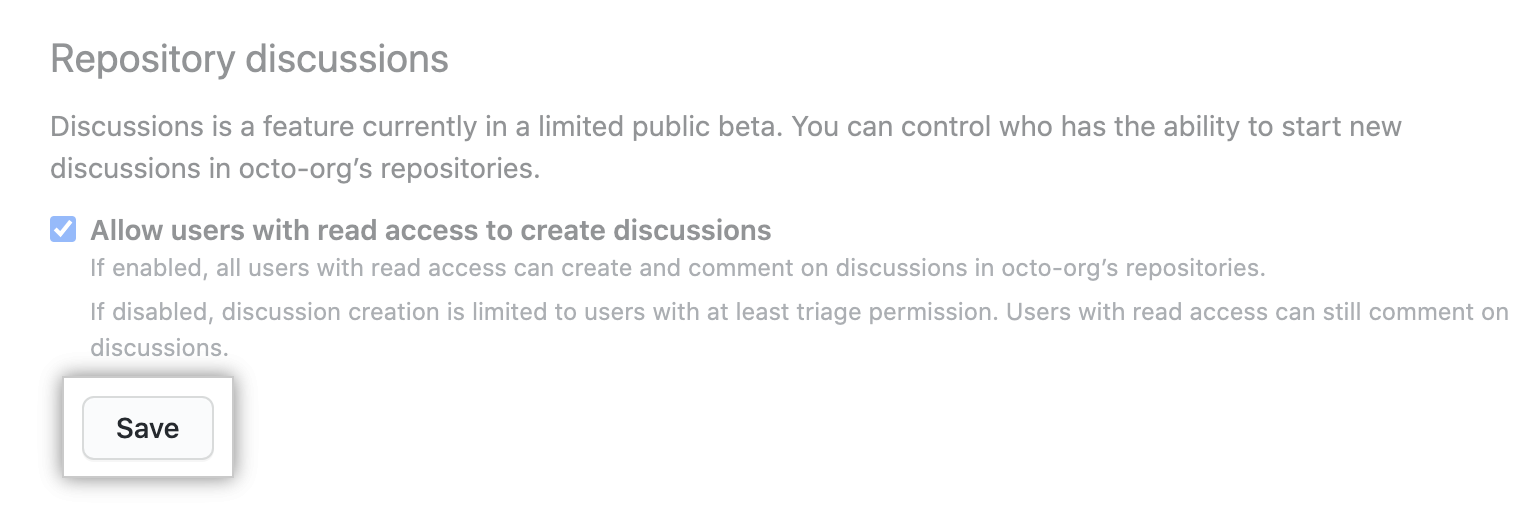 Repository discussions
Discussions is a feature currently in a limited public beta. You can control who has the ability to start new
discussions in octo-org’s repositories.
Allow users with read access to create discussions
If enabled, all users with read access can create and comment on discussions in octo-org’s repositories.
If disabled, discussion creation is limited to users with at least triage permission. Users with read access can still comment on
discussions.
Save